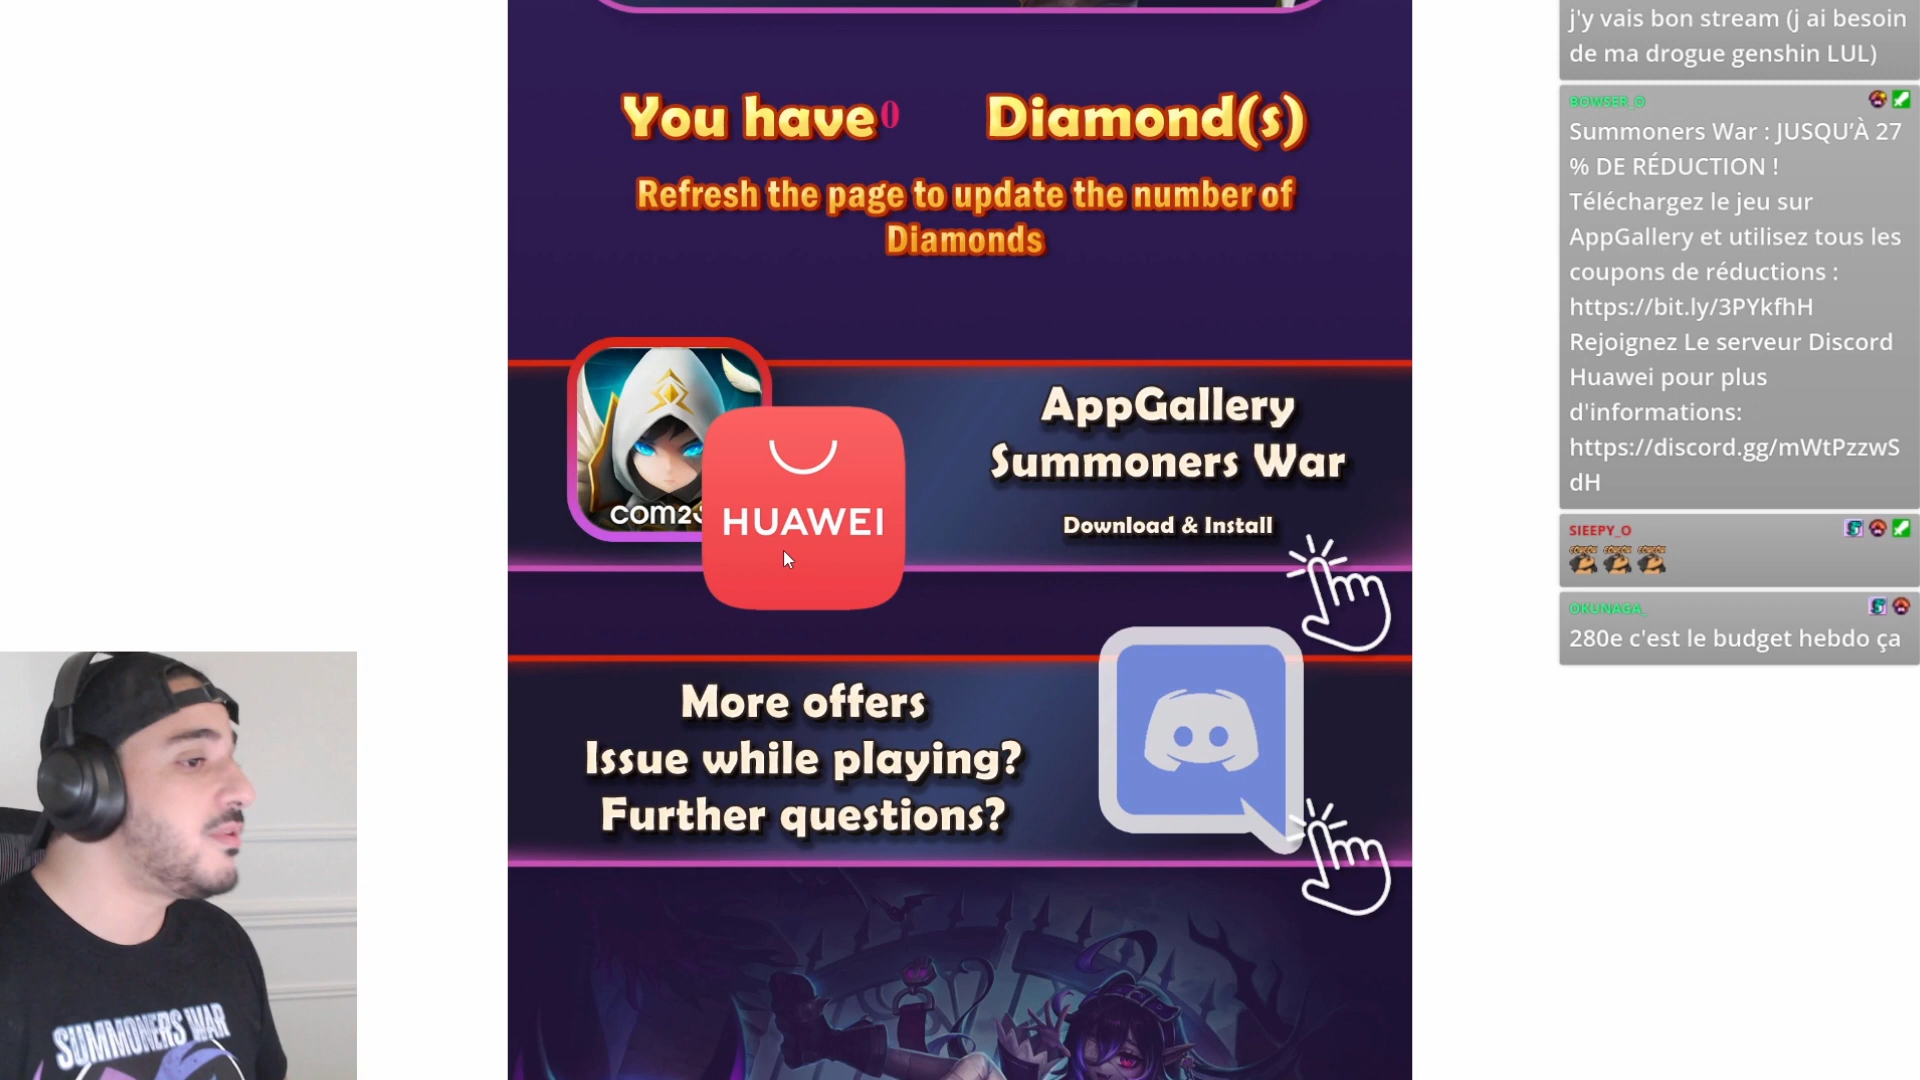 You have 0 Diamond(s)
Refresh the page to update the number of
Diamonds
com2
HUAWEI
AppGallery
Summoners War
Download & Install
More offers
Issue while playing?
Further questions?
SUMMONERS WAR
j'y vais bon stream (j ai besoin
de ma drogue genshin LUL)
BOWSER_O
Summoners War : JUSQU'À 27
% DE RÉDUCTION !
Téléchargez le jeu sur
AppGallery et utilisez tous les
coupons de réductions :
https://bit.ly/3PYkfhH
Rejoignez Le serveur Discord
Huawei pour plus
d'informations:
https://discord.gg/mWtPzzwS
dH
SIEEPY_O
OKUNAGA_
280e c'est le budget hebdo ça